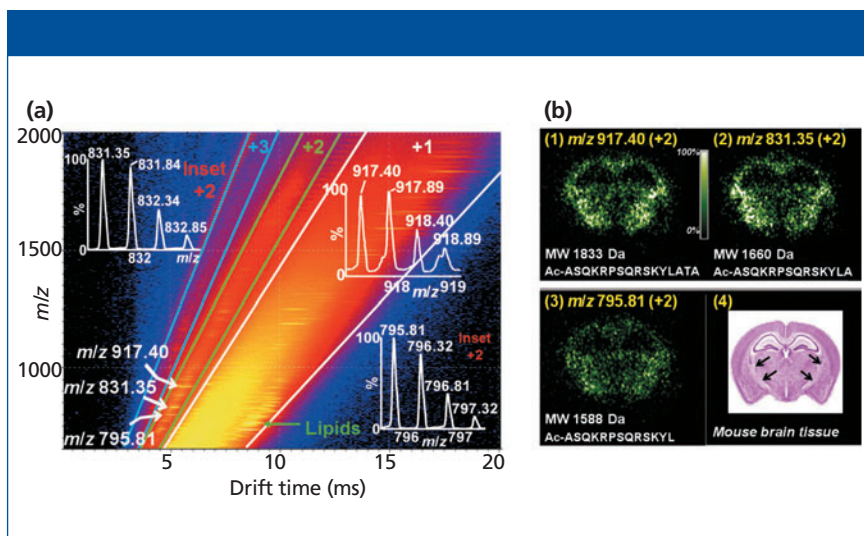 (a)
2000
1500
1000
m/z
5
10
15
20
Drift time (ms)
+3
+2
+1
100
%
0
831.35
831.84
832.34
832.85
832
m/z
Inset
+2
917.40
917.89
918.40
918.89
100
%
0
918 m/z 919
795.81
796.32
796.81
797.32
100
%
0
796 m/z 797
Inset
+2
m/z 917.40
m/z 831.35
m/z 795.81
Lipids
(b)
(1) m/z 917.40 (+2)
100%
0%
MW 1833 Da
Ac-ASQKRPSQRSKYLATA
(2) m/z 831.35 (+2)
MW 1660 Da
Ac-ASQKRPSQRSKYLA
(3) m/z 795.81 (+2)
MW 1588 Da
Ac-ASQKRPSQRSKYL
(4)
Mouse brain tissue